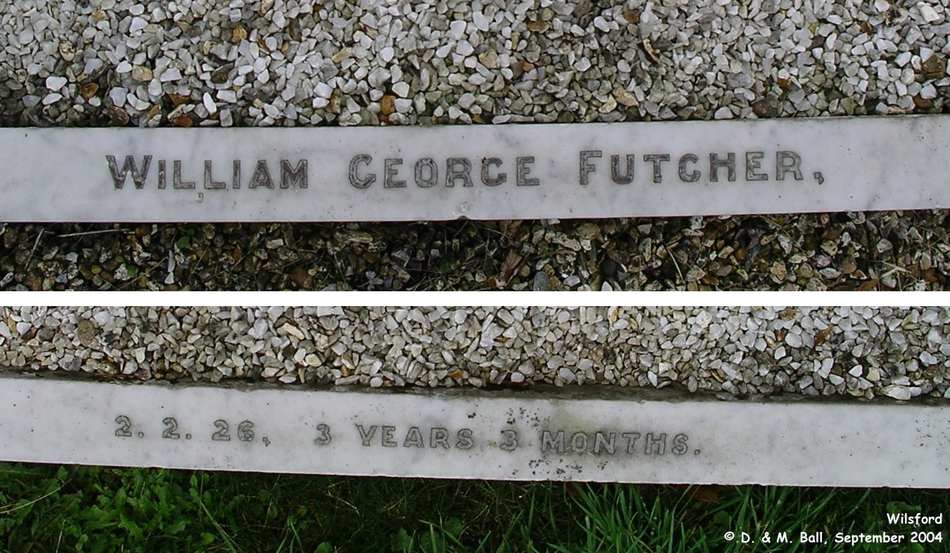 WILLIAM GEORGE FUTCHER,
2. 2. 26, 3 YEARS 3 MONTHS.
Wilsford
© D. & M. Ball, September 2004